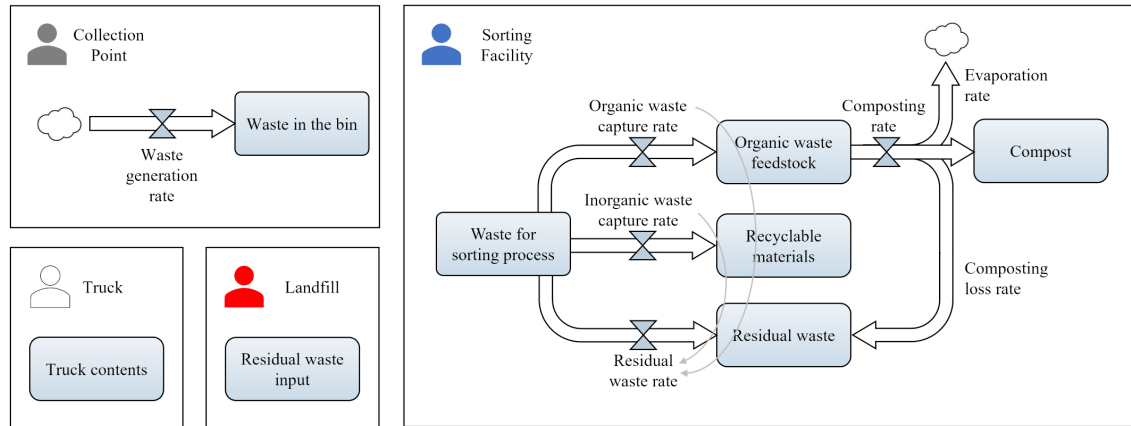 Collection
Point
Waste in the bin
Waste
generation
rate
Truck
Truck contents
Landfill
Residual waste
input
Sorting
Facility
Evaporation
rate
Organic waste
capture rate
Composting
rate
Organic waste
feedstock
Compost
Inorganic waste
capture rate
Waste for
sorting process
Recyclable
materials
Composting
loss rate
Residual waste
Residual
waste rate